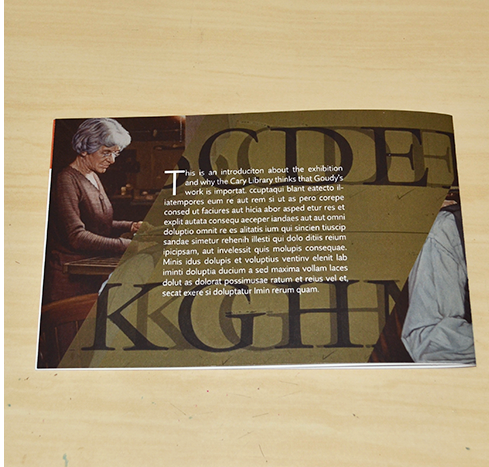 CDEF
This is an introduciton about the exhibition
and why the Cary Library thinks that Goudy's
work is importat. ccuptaqui blant eatecto il-
iatempores eum re aut rem si ut as pero corepe
consed ut faciures aut hicia abor asped etur res et
explit autata consequ aeceper iandaes aut aut omni
doluptio omnit re es alitatis ium qui sincien tiuscip
sandae simetur rehenih illesti qui dolo ditiis reium
ipicipsam, aut invelessit quis molupis consequae.
Minis idus dolupis et voluptius ventinv elenit lab
iminti doluptia ducium a sed maxima vollam laces
dolut as dolorat possimusae ratum et reius vel et,
secat exere si doluptatur Imin rerum quam.
KGHI